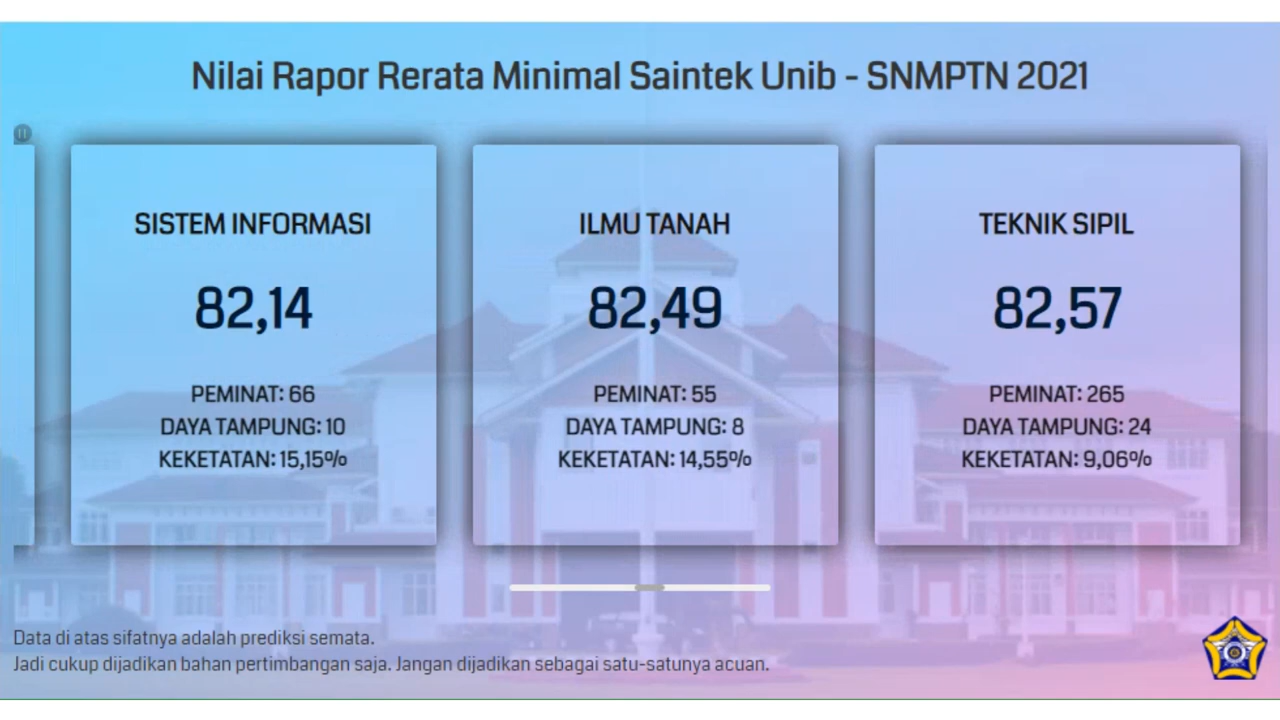 Nilai Rapor Rerata Minimal Saintek Unib - SNMPTN 2021
SISTEM INFORMASI
82,14
PEMINAT: 66
DAYA TAMPUNG: 10
KEKETATAN: 15,15%
ILMU TANAH
82,49
PEMINAT: 55
DAYA TAMPUNG: 8
KEKETATAN: 14,55%
TEKNIK SIPIL
82,57
PEMINAT: 265
DAYA TAMPUNG: 24
KEKETATAN: 9,06%
Data di atas sifatnya adalah prediksi semata.
Jadi cukup dijadikan bahan pertimbangan saja. Jangan dijadikan sebagai satu-satunya acuan.